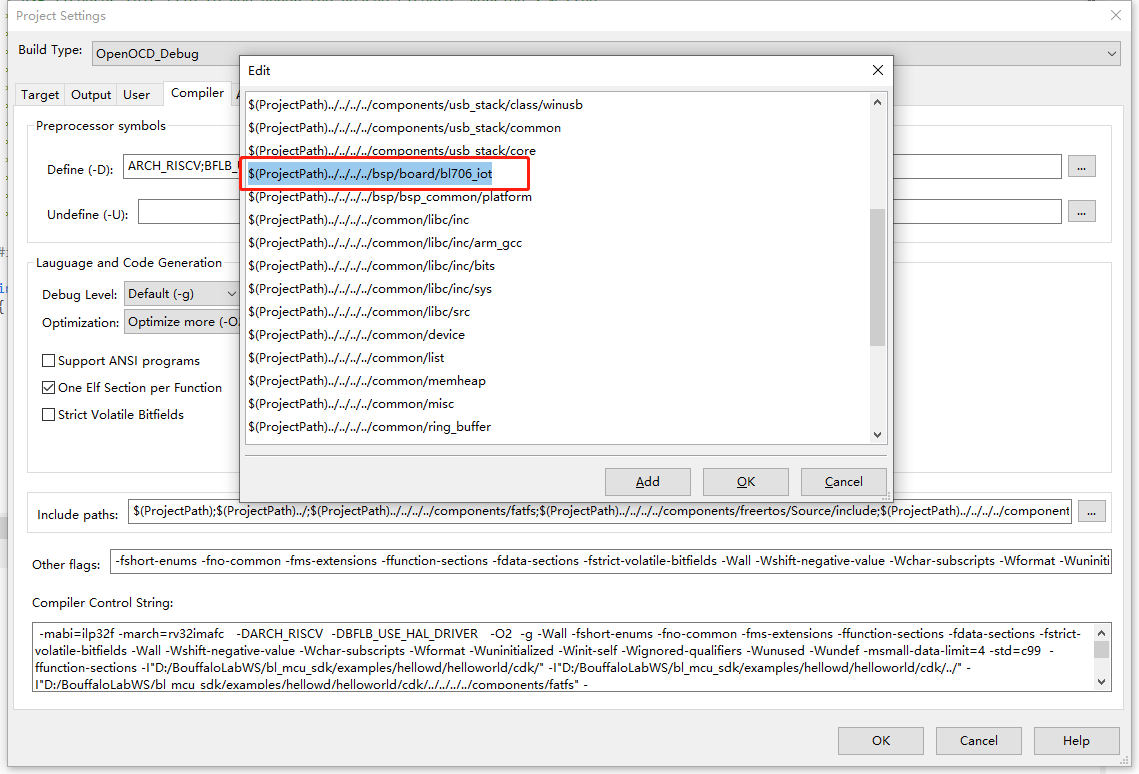 Project Settings
Build Type: OpenOCD_Debug
Edit
Target Output User Compiler
Preprocessor symbols
Define (-D): ARCH_RISCV;BFLB_
...
Undefine (-U):
...
Lauguage and Code Generation
Debug Level: Default (-g)
Optimization: Optimize more (-O
Support ANSI programs
One Elf Section per Function
Strict Volatile Bitfields
$(ProjectPath)../../../../components/usb_stack/class/winusb
$(ProjectPath)../../../../components/usb_stack/common
$(ProjectPath)../../../../components/usb_stack/core
$(ProjectPath)../../../../bsp/board/bl706_iot
$(ProjectPath)../../../../bsp/bsp_common/platform
$(ProjectPath)../../../../common/libc/inc
$(ProjectPath)../../../../common/libc/inc/arm_gcc
$(ProjectPath)../../../../common/libc/inc/bits
$(ProjectPath)../../../../common/libc/inc/sys
$(ProjectPath)../../../../common/libc/src
$(ProjectPath)../../../../common/device
$(ProjectPath)../../../../common/list
$(ProjectPath)../../../../common/memheap
$(ProjectPath)../../../../common/misc
$(ProjectPath)../../../../common/ring_buffer
Add OK Cancel
Include paths: $(ProjectPath);$(ProjectPath)../;$(ProjectPath)../../../../components/fatfs;$(ProjectPath)../../../../components/freertos/Source/include;$(ProjectPath)../../../../component
...
Other flags: -fshort-enums -fno-common -fms-extensions -ffunction-sections -fdata-sections -fstrict-volatile-bitfields -Wall -Wshift-negative-value -Wchar-subscripts -Wformat -Wuniniti
Compiler Control String:
-mabi=ilp32f -march=rv32imafc -DARCH_RISCV -DBFLB_USE_HAL_DRIVER -O2 -g -Wall -fshort-enums -fno-common -fms-extensions -ffunction-sections -fdata-sections -fstrict-
volatile-bitfields -Wall -Wshift-negative-value -Wchar-subscripts -Wformat -Wuninitialized -Winit-self -Wignored-qualifiers -Wunused -Wundef -msmall-data-limit=4 -std=c99 -
ffunction-sections -I"D:/BouffaloLabWS/bl_mcu_sdk/examples/hellowd/helloworld/cdk/" -I"D:/BouffaloLabWS/bl_mcu_sdk/examples/hellowd/helloworld/cdk/../" -
I"D:/BouffaloLabWS/bl_mcu_sdk/examples/hellowd/helloworld/cdk/../../../../components/fatfs" -
OK Cancel Help